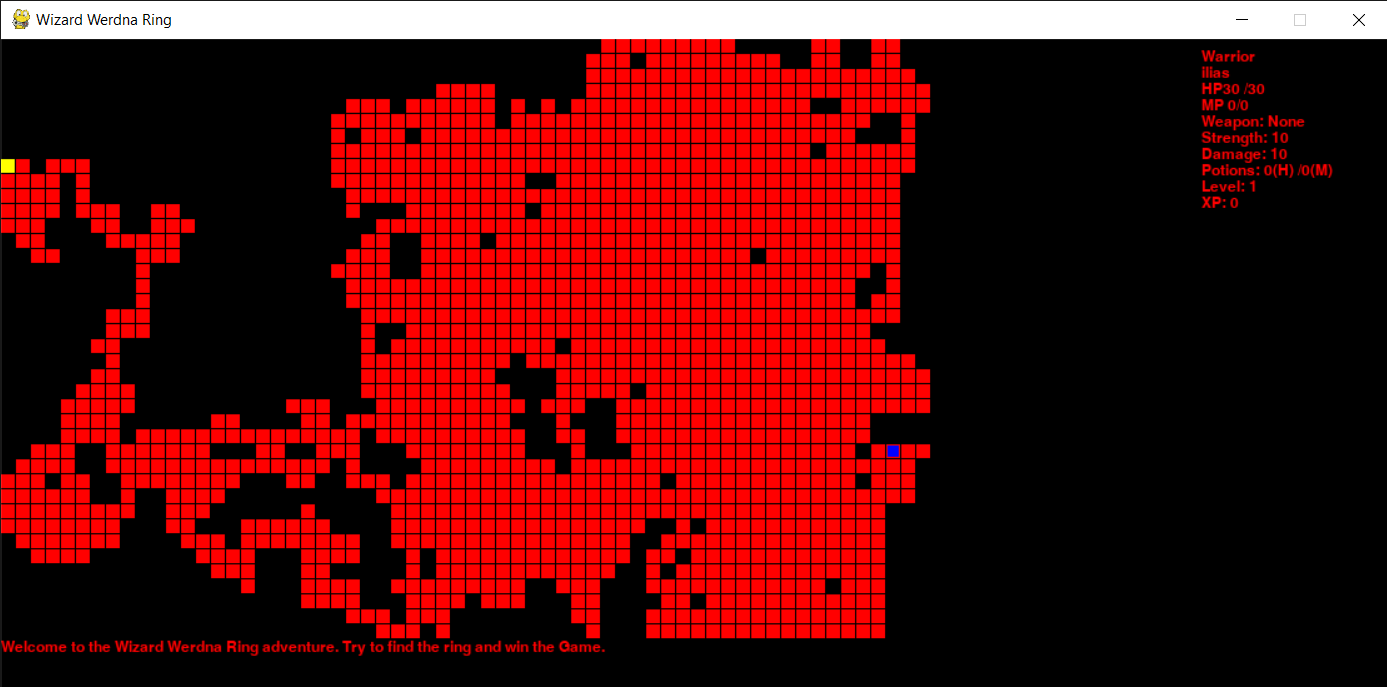 Wizard Werdna Ring
Warrior
ilias
HP30 /30
MP 0/0
Weapon: None
Strength: 10
Damage: 10
Potions: 0(H) /0(M)
Level: 1
XP: 0
Welcome to the Wizard Werdna Ring adventure. Try to find the ring and win the Game.